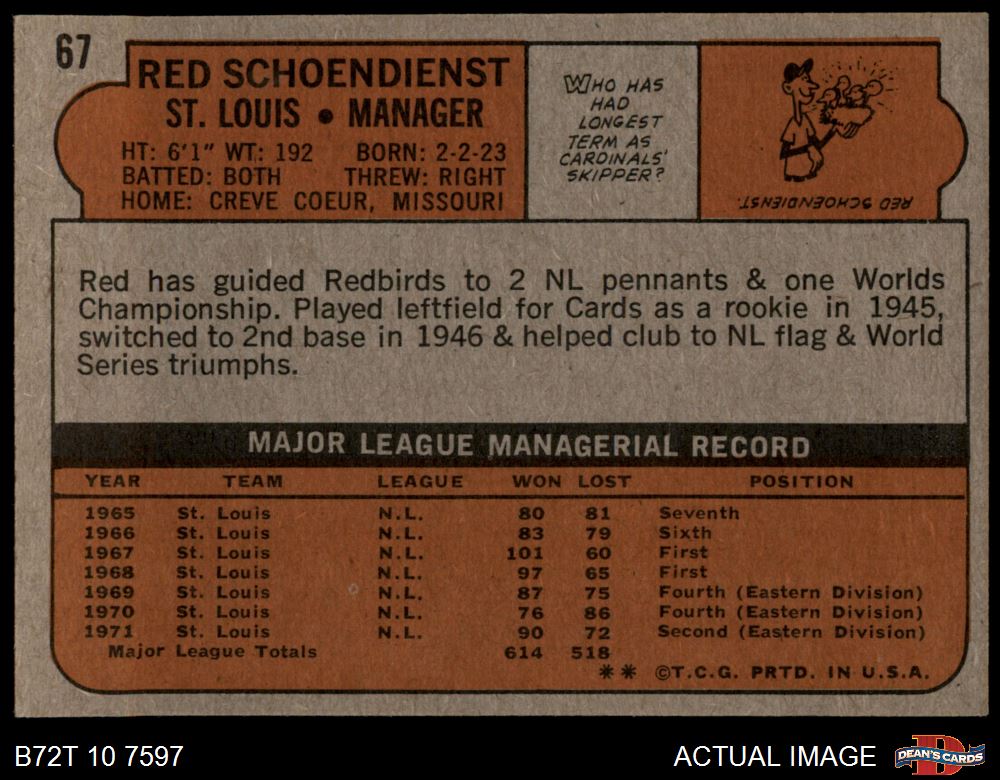 67
RED SCHOENDIENST
ST. LOUIS • MANAGER
HT: 6'1" WT: 192 BORN: 2-2-23
BATTED: BOTH THREW: RIGHT
HOME: CREVE COEUR, MISSOURI
WHO HAS
HAD
LONGEST
TERM AS
CARDINALS'
SKIPPER?
RED SCHOENDIENST.
Red has guided Redbirds to 2 NL pennants & one Worlds
Championship. Played leftfield for Cards as a rookie in 1945,
switched to 2nd base in 1946 & helped club to NL flag & World
Series triumphs.
MAJOR LEAGUE MANAGERIAL RECORD
YEAR TEAM LEAGUE WON LOST POSITION
1965 St. Louis N.L. 80 81 Seventh
1966 St. Louis N.L. 83 79 Sixth
1967 St. Louis N.L. 101 60 First
1968 St. Louis N.L. 97 65 First
1969 St. Louis N.L. 87 75 Fourth (Eastern Division)
1970 St. Louis N.L. 76 86 Fourth (Eastern Division)
1971 St. Louis N.L. 90 72 Second (Eastern Division)
Major League Totals 614 518
** ©T.C.G. PRTD. IN U.S.A.
B72T 10 7597 ACTUAL IMAGE
D
DEAN'S CARDS